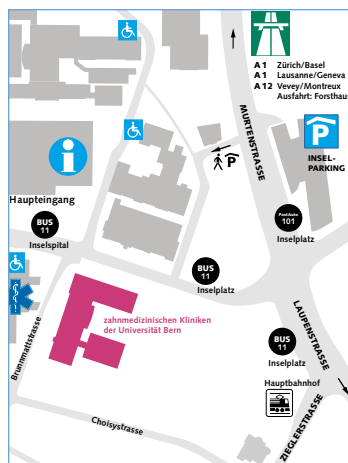 A1 Zürich/Basel
A1 Lausanne/Geneva
A12 Vevey/Montreux
Ausfahrt: Forsthaus
MURTENSTRASSE
P
INSEL-
PARKING
P
i
Haupteingang
BUS
11
Inselspital
PostAuto
101
Inselplatz
BUS
11
Inselplatz
LAUPENSTRASSE
zahnmedizinischen Kliniken
der Universität Bern
BUS
11
Inselplatz
Brunnmattstrasse
Hauptbahnhof
Choisystrasse
ZIEGLERSTRASSE